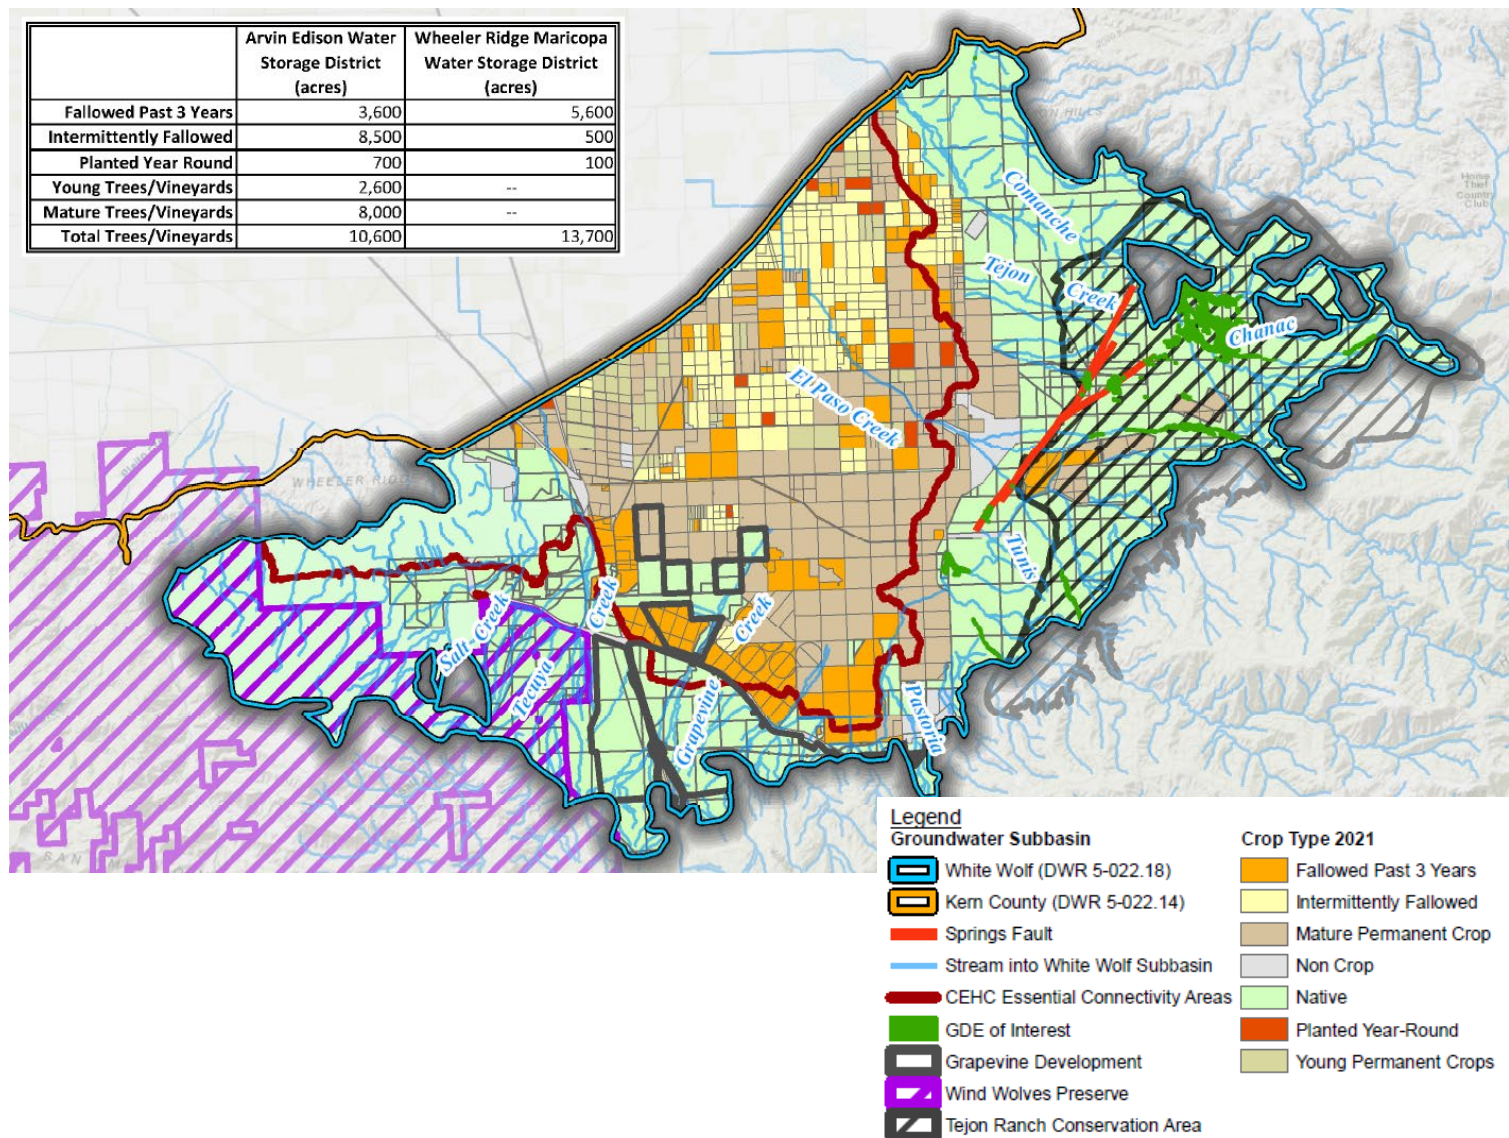 Arvin Edison Water Storage District (acres)
Wheeler Ridge Maricopa Water Storage District (acres)
Fallowed Past 3 Years 3,600 5,600
Intermittently Fallowed 8,500 500
Planted Year Round 700 100
Young Trees/Vineyards 2,600 --
Mature Trees/Vineyards 8,000 --
Total Trees/Vineyards 10,600 13,700
Horse
Thief
Country
Club
Comanche
Tejon
Creek
Chanac
El Paso Creek
WHEELER RIDGE
Tunis
Salt Creek
Tecuya
Creek
Grapevine
Creek
Pastoria
Legend
Groundwater Subbasin
White Wolf (DWR 5-022.18)
Kern County (DWR 5-022.14)
Springs Fault
Stream into White Wolf Subbasin
CEHC Essential Connectivity Areas
GDE of Interest
Grapevine Development
Wind Wolves Preserve
Tejon Ranch Conservation Area
Crop Type 2021
Fallowed Past 3 Years
Intermittently Fallowed
Mature Permanent Crop
Non Crop
Native
Planted Year-Round
Young Permanent Crops